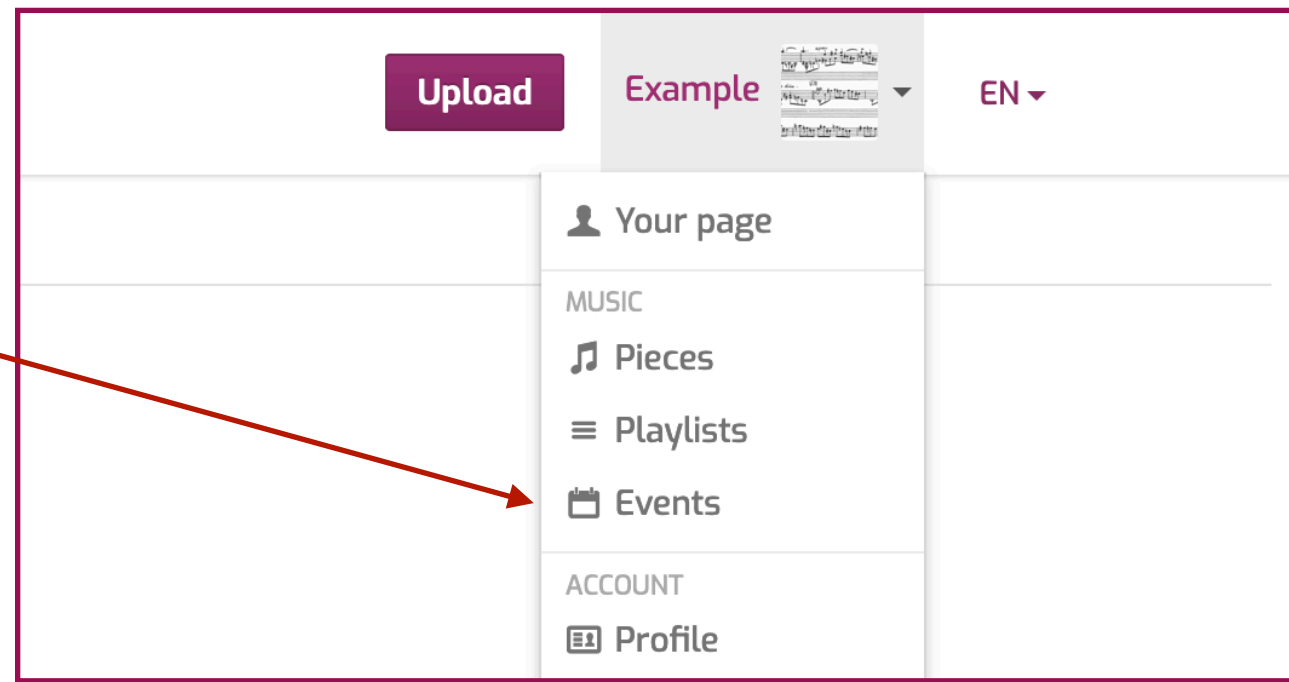 Upload
Example
EN
Your page
MUSIC
Pieces
Playlists
Events
ACCOUNT
Profile